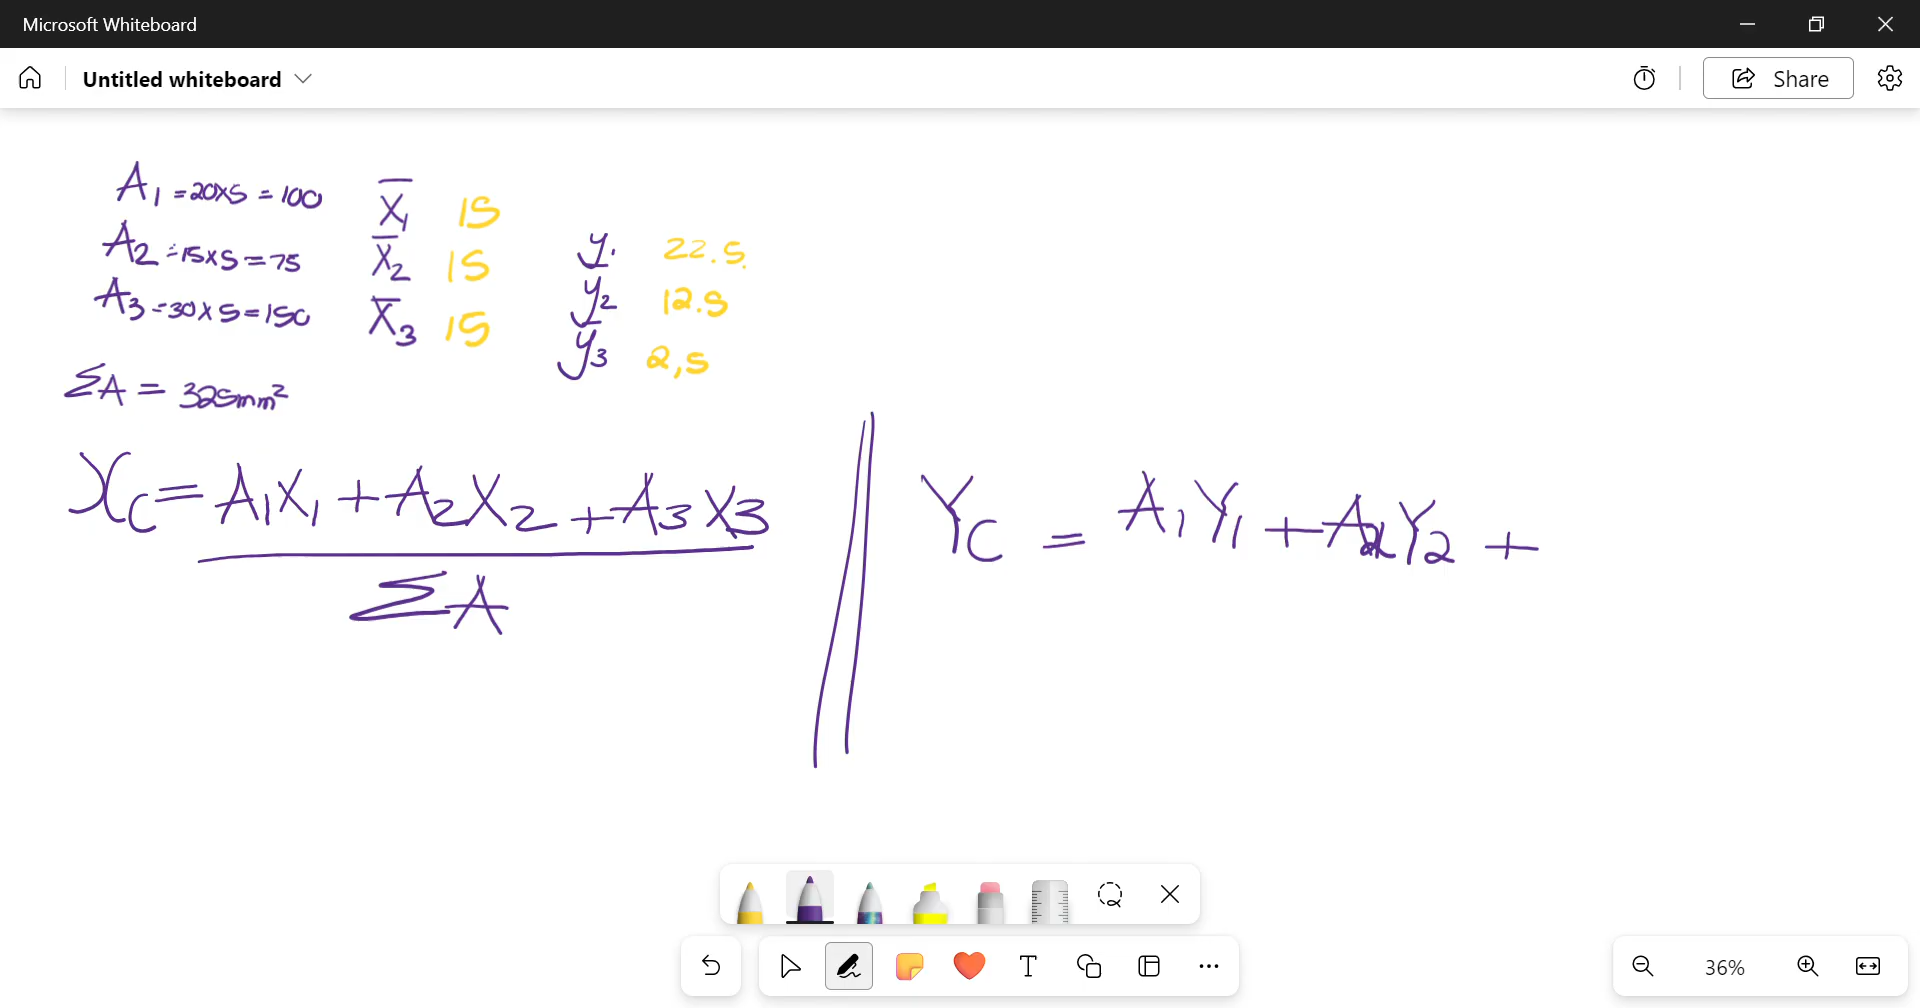 Microsoft Whiteboard
Untitled whiteboard
Share
A1 = 20x5 = 100
A2 = 15x5 = 75
A3 = 30x5 = 150
ΣA = 325mm²
X̅1 15
X̅2 15
X̅3 15
y1 22.5
y2 12.5
y3 2,5
Xc = A1X1 + A2X2 + A3X3
ΣA
Yc = A1Y1 + A2Y2 +
36%